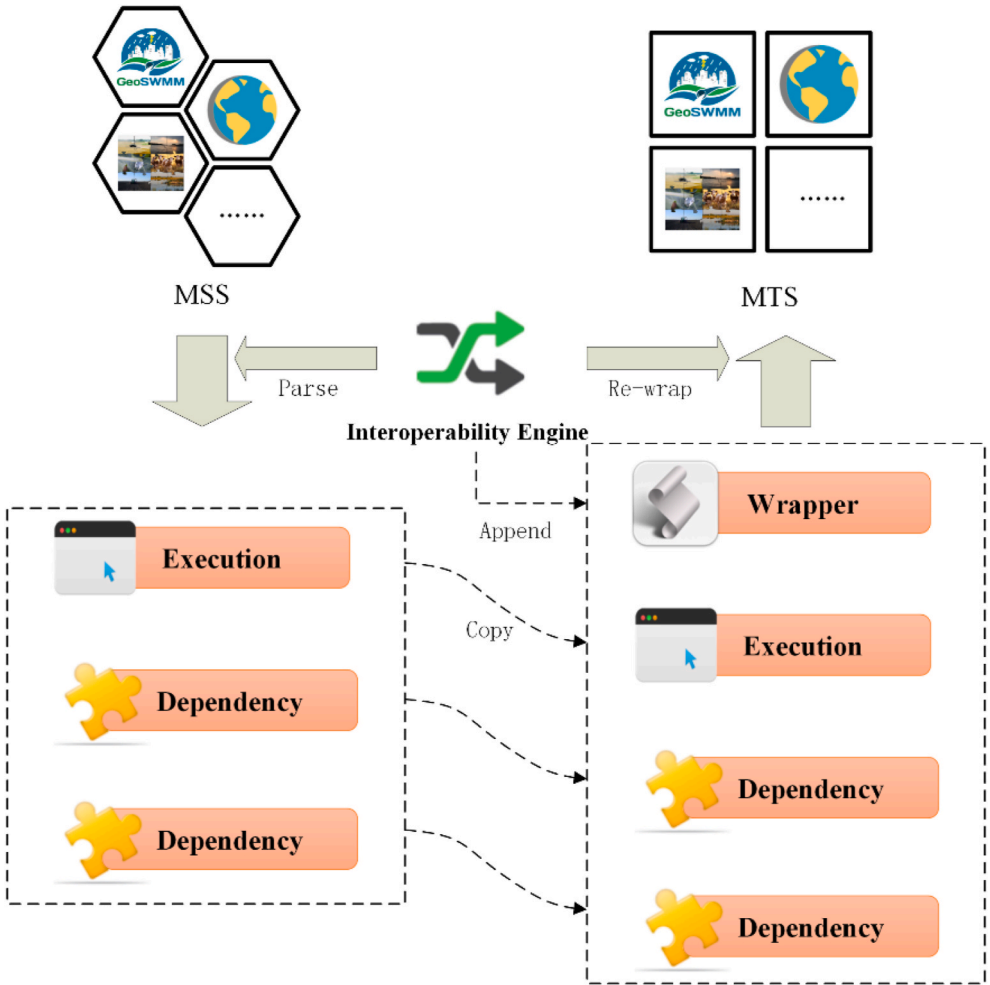 GeoSWMM
GeoSWMM
......
......
MSS
MTS
Parse
Re-wrap
Interoperability Engine
Wrapper
Append
Execution
Copy
Execution
Dependency
Dependency
Dependency
Dependency